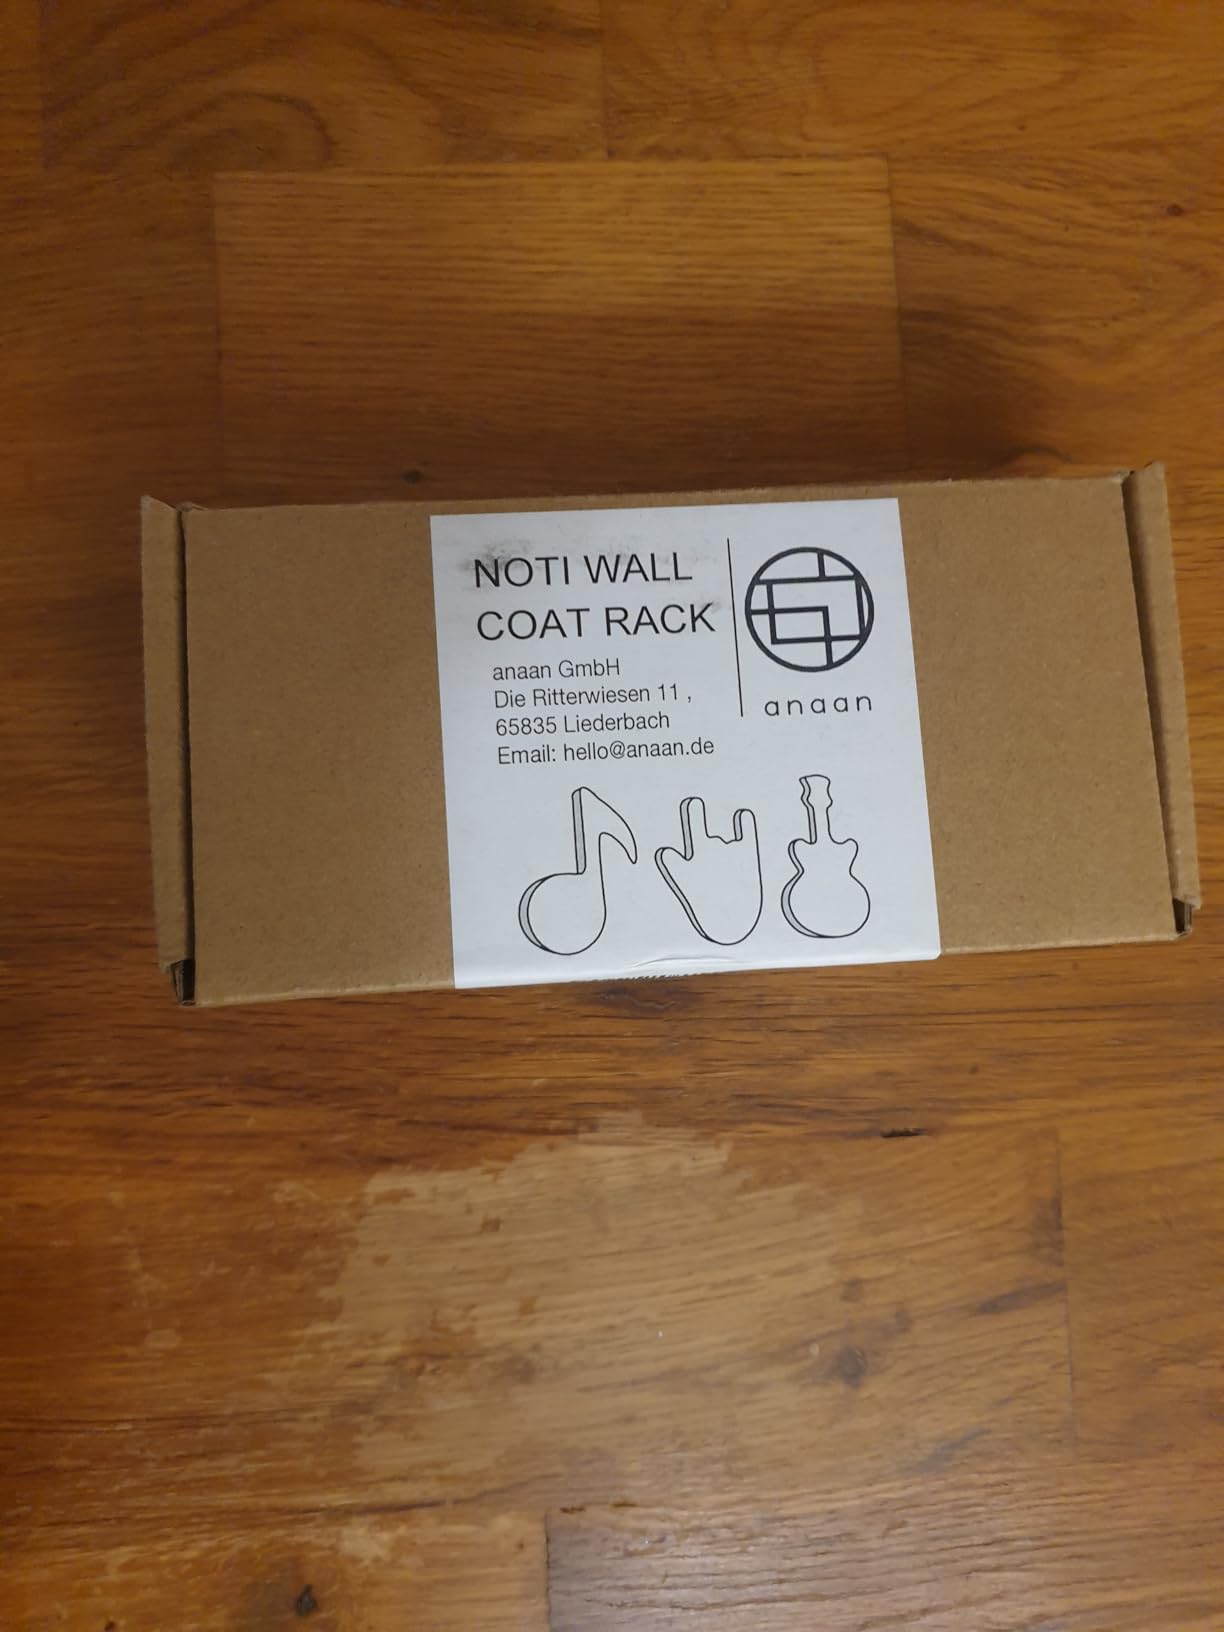 NOTI WALL
COAT RACK
anaan GmbH
Die Ritterwiesen 11 ,
65835 Liederbach
Email: hello@anaan.de
anaan